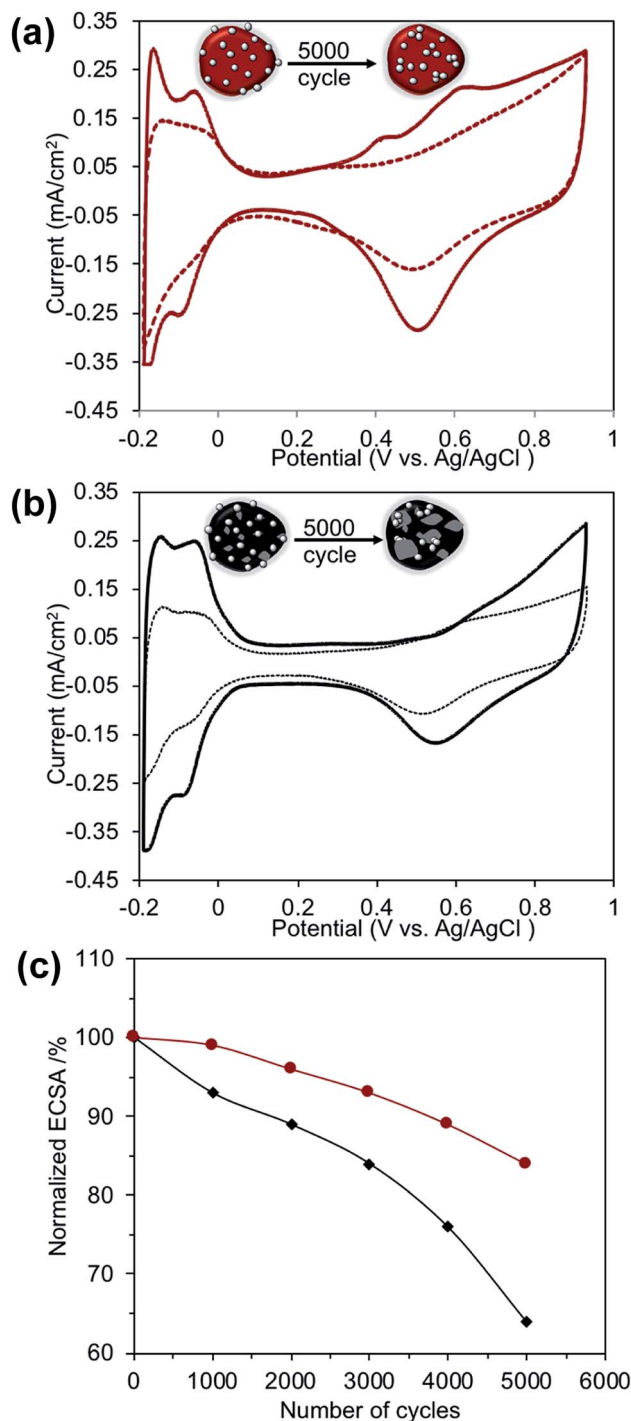 (a)
0.35
0.25
0.15
0.05
-0.05
-0.15
-0.25
-0.35
-0.45
Current (mA/cm²)
5000
cycle
-0.2 0 0.2 0.4 0.6 0.8 1
Potential (V vs. Ag/AgCl )
(b)
0.35
0.25
0.15
0.05
-0.05
-0.15
-0.25
-0.35
-0.45
Current (mA/cm²)
5000
cycle
-0.2 0 0.2 0.4 0.6 0.8 1
Potential (V vs. Ag/AgCl )
(c)
110
100
90
80
70
60
Normalized ECSA /%
0 1000 2000 3000 4000 5000 6000
Number of cycles